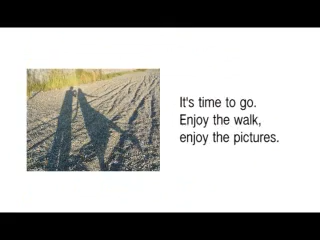 It's time to go.
Enjoy the walk,
enjoy the pictures.